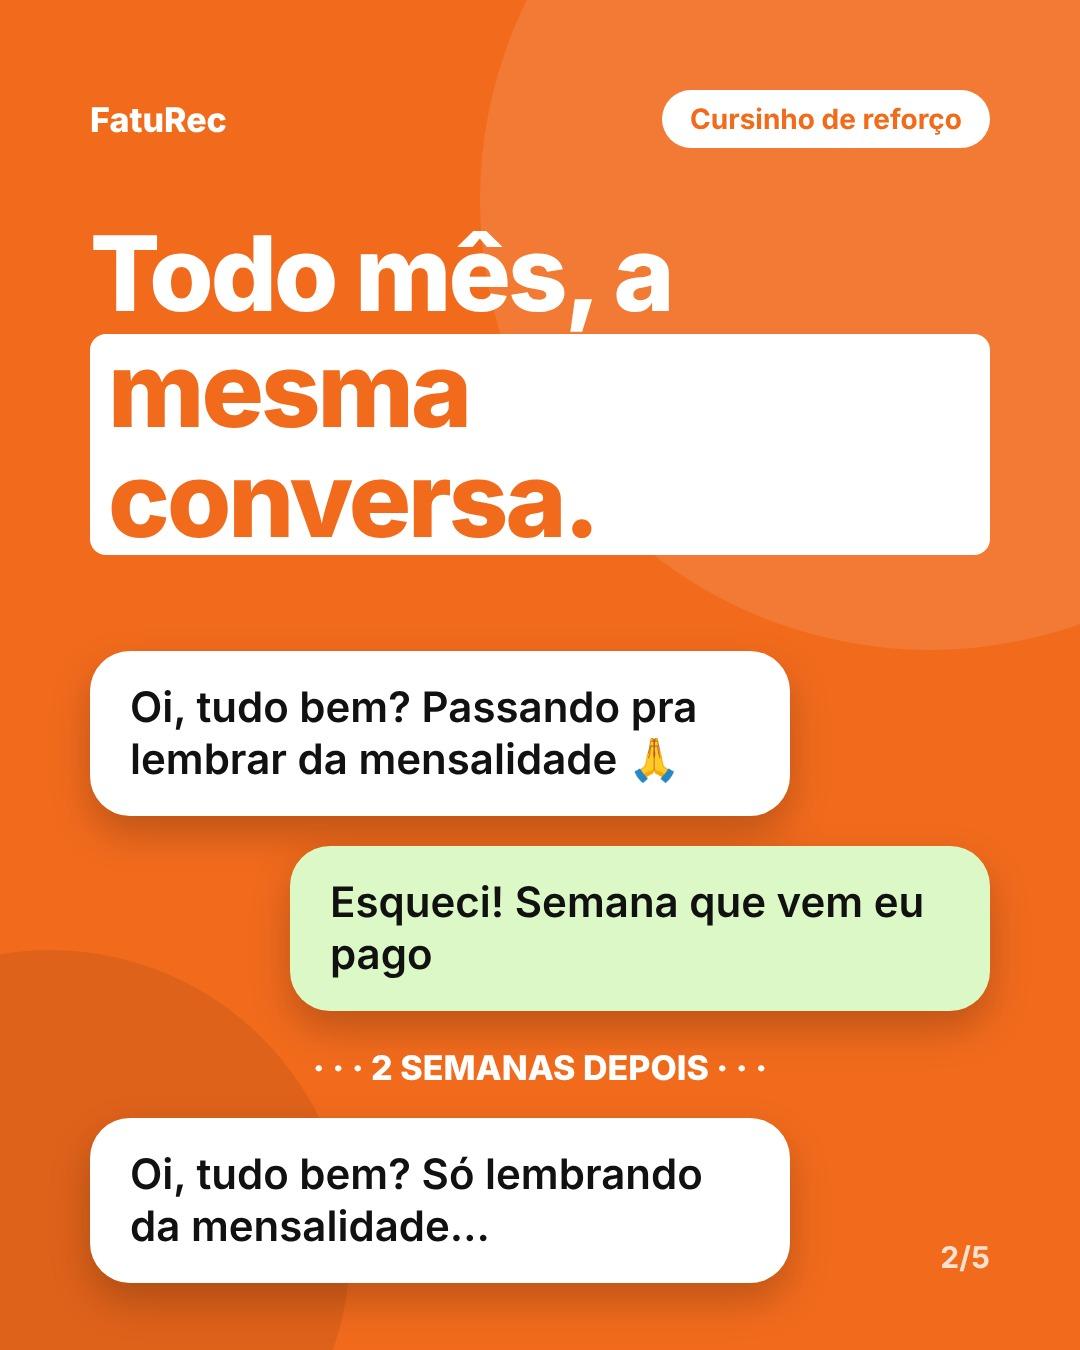 FatuRec
Cursinho de reforço
Todo mês, a
mesma
conversa.
Oi, tudo bem? Passando pra
lembrar da mensalidade 🙏
Esqueci! Semana que vem eu
pago
· · · 2 SEMANAS DEPOIS · · ·
Oi, tudo bem? Só lembrando
da mensalidade...
2/5